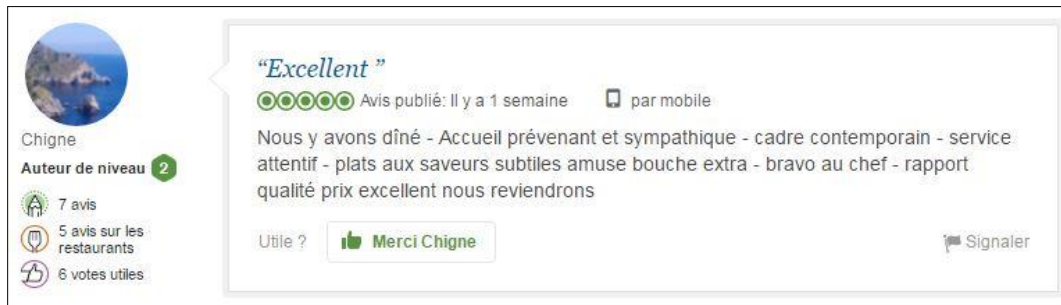 Chigne
Auteur de niveau 2
7 avis
5 avis sur les
restaurants
6 votes utiles
“Excellent ”
Avis publié: Il y a 1 semaine par mobile
Nous y avons dîné - Accueil prévenant et sympathique - cadre contemporain - service
attentif - plats aux saveurs subtiles amuse bouche extra - bravo au chef - rapport
qualité prix excellent nous reviendrons
Utile ? Merci Chigne Signaler